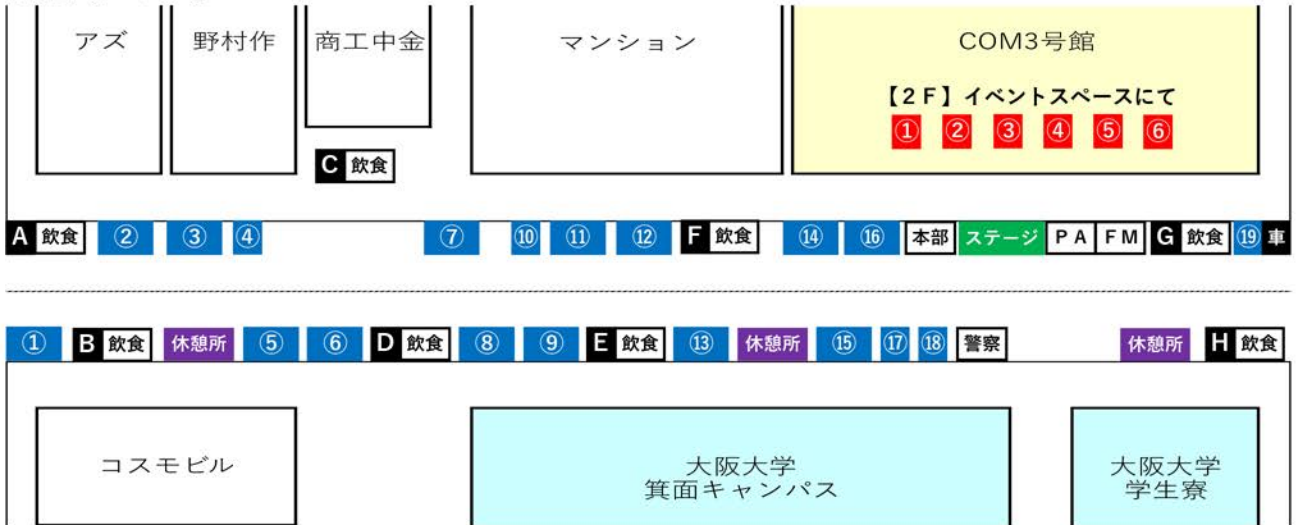 アズ 野村作 商工中金 マンション COM3号館
【2F】イベントスペースにて
① ② ③ ④ ⑤ ⑥
C 飲食
A 飲食 ② ③ ④ ⑦ ⑩ ⑪ ⑫ F 飲食 ⑭ ⑯ 本部 ステージ PA FM G 飲食 ⑲ 車
① B 飲食 休憩所 ⑤ ⑥ D 飲食 ⑧ ⑨ E 飲食 ⑬ 休憩所 ⑮ ⑰ ⑱ 警察 休憩所 H 飲食
コスモビル 大阪大学 大阪大学
箕面キャンパス 学生寮